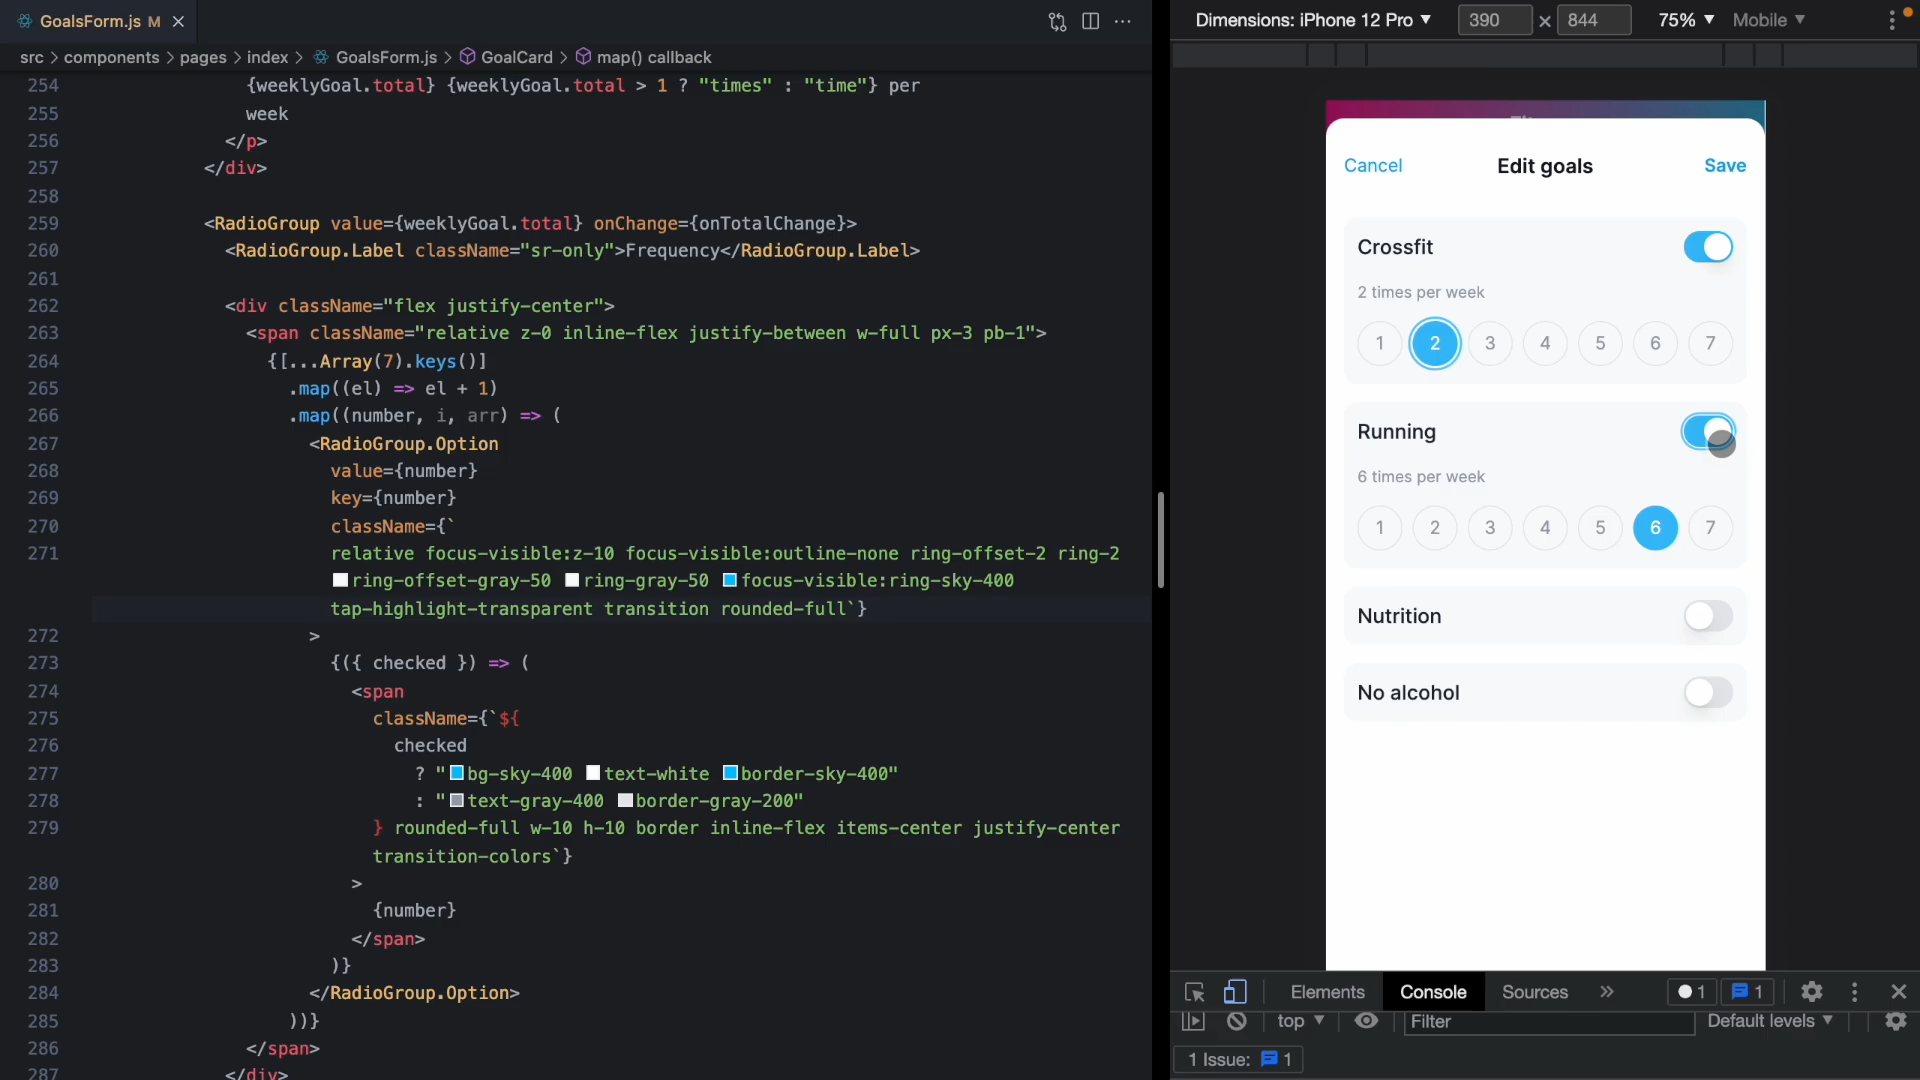 GoalsForm.js M
src > components > pages > index > GoalsForm.js > GoalCard > map() callback
254 {weeklyGoal.total} {weeklyGoal.total > 1 ? "times" : "time"} per
255 week
256 </p>
257 </div>
258
259 <RadioGroup value={weeklyGoal.total} onChange={onTotalChange}>
260 <RadioGroup.Label className="sr-only">Frequency</RadioGroup.Label>
261
262 <div className="flex justify-center">
263 <span className="relative z-0 inline-flex justify-between w-full px-3 pb-1">
264 {[...Array(7).keys()]
265 .map((el) => el + 1)
266 .map((number, i, arr) => (
267 <RadioGroup.Option
268 value={number}
269 key={number}
270 className={`
271 relative focus-visible:z-10 focus-visible:outline-none ring-offset-2 ring-2
ring-offset-gray-50 ring-gray-50 focus-visible:ring-sky-400
tap-highlight-transparent transition rounded-full`}
272 >
273 {({ checked }) => (
274 <span
275 className={`${
276 checked
277 ? "bg-sky-400 text-white border-sky-400"
278 : "text-gray-400 border-gray-200"
279 } rounded-full w-10 h-10 border inline-flex items-center justify-center
transition-colors`}
280 >
281 {number}
282 </span>
283 )}
284 </RadioGroup.Option>
285 ))}
286 </span>
287 </div>
Dimensions: iPhone 12 Pro 390 × 844 75% Mobile
Cancel Edit goals Save
Crossfit
2 times per week
1 2 3 4 5 6 7
Running
6 times per week
1 2 3 4 5 6 7
Nutrition
No alcohol
Elements Console Sources » 1 1
top Filter Default levels
1 Issue: 1